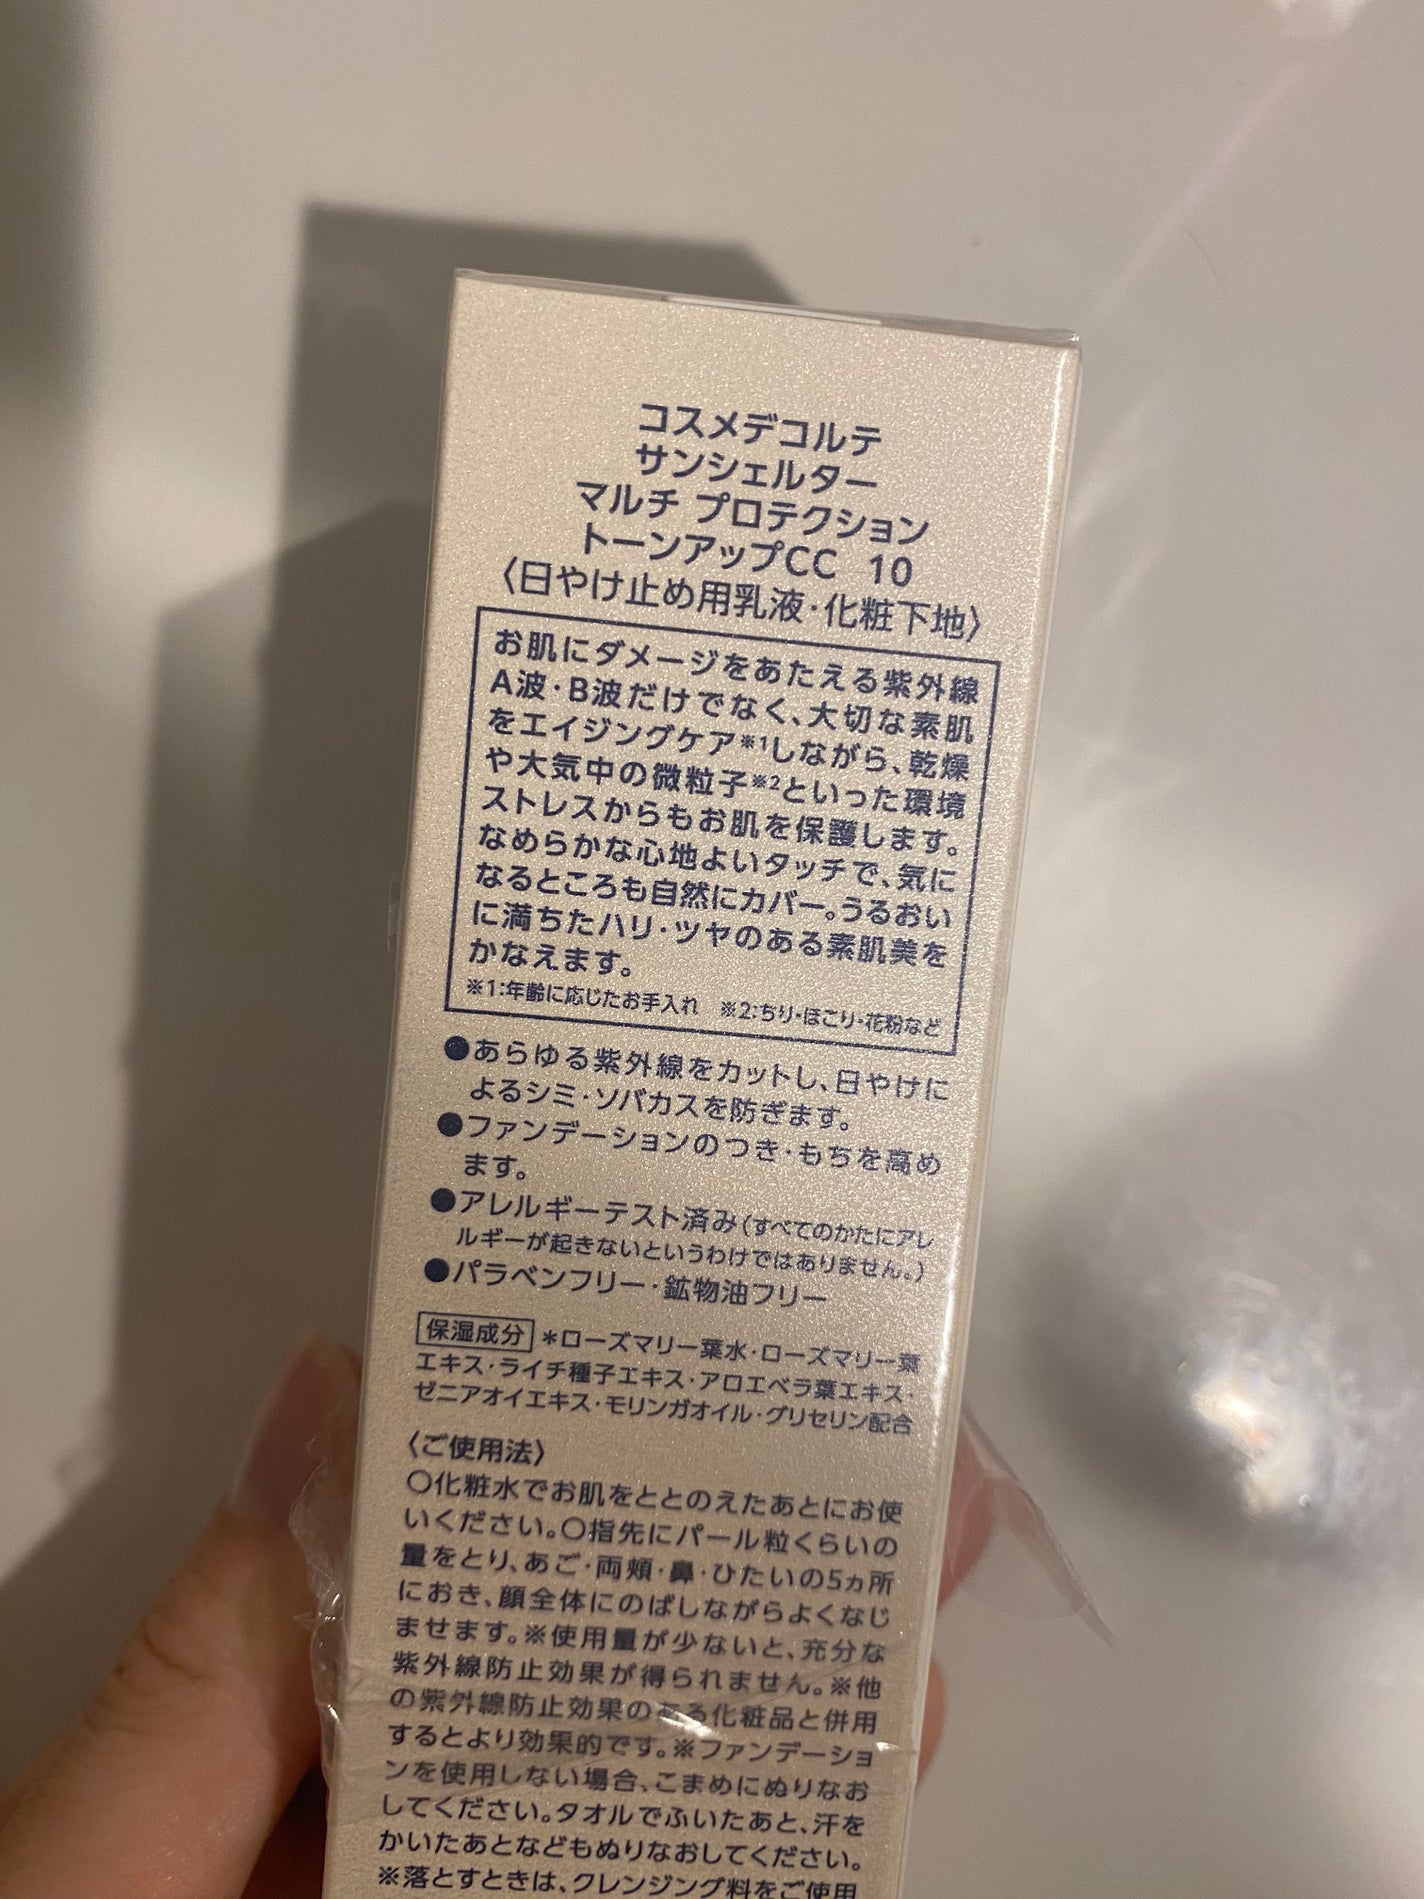 コスメデコルテ
サンシェルター
マルチ プロテクション
トーンアップCC 10
〈日やけ止め用乳液・化粧下地〉
お肌にダメージをあたえる紫外線
A波・B波だけでなく、大切な素肌
をエイジングケア※1しながら、乾燥
や大気中の微粒子※2といった環境
ストレスからもお肌を保護します。
なめらかな心地よいタッチで、気に
なるところも自然にカバー。うるおい
に満ちたハリ・ツヤのある素肌美を
かなえます。
※1:年齢に応じたお手入れ ※2:ちり・ほこり・花粉など
●あらゆる紫外線をカットし、日やけに
よるシミ・ソバカスを防ぎます。
●ファンデーションのつき・もちを高め
ます。
●アレルギーテスト済み(すべてのかたにアレ
ルギーが起きないというわけではありません。)
●パラベンフリー・鉱物油フリー
保湿成分 *ローズマリー葉水・ローズマリー葉
エキス・ライチ種子エキス・アロエベラ葉エキス・
ゼニアオイエキス・モリンガオイル・グリセリン配合
〈ご使用法〉
○化粧水でお肌をととのえたあとにお使
いください。○指先にパール粒くらいの
量をとり、あご・両頬・鼻・ひたいの5ヵ所
におき、顔全体にのばしながらよくなじ
ませます。※使用量が少ないと、充分な
紫外線防止効果が得られません。※他
の紫外線防止効果のある化粧品と併用
するとより効果的です。※ファンデーショ
ンを使用しない場合、こまめにぬりなお
してください。タオルでふいたあと、汗を
かいたあとなどもぬりなおしてください。
※落とすときは、クレンジング料をご使用